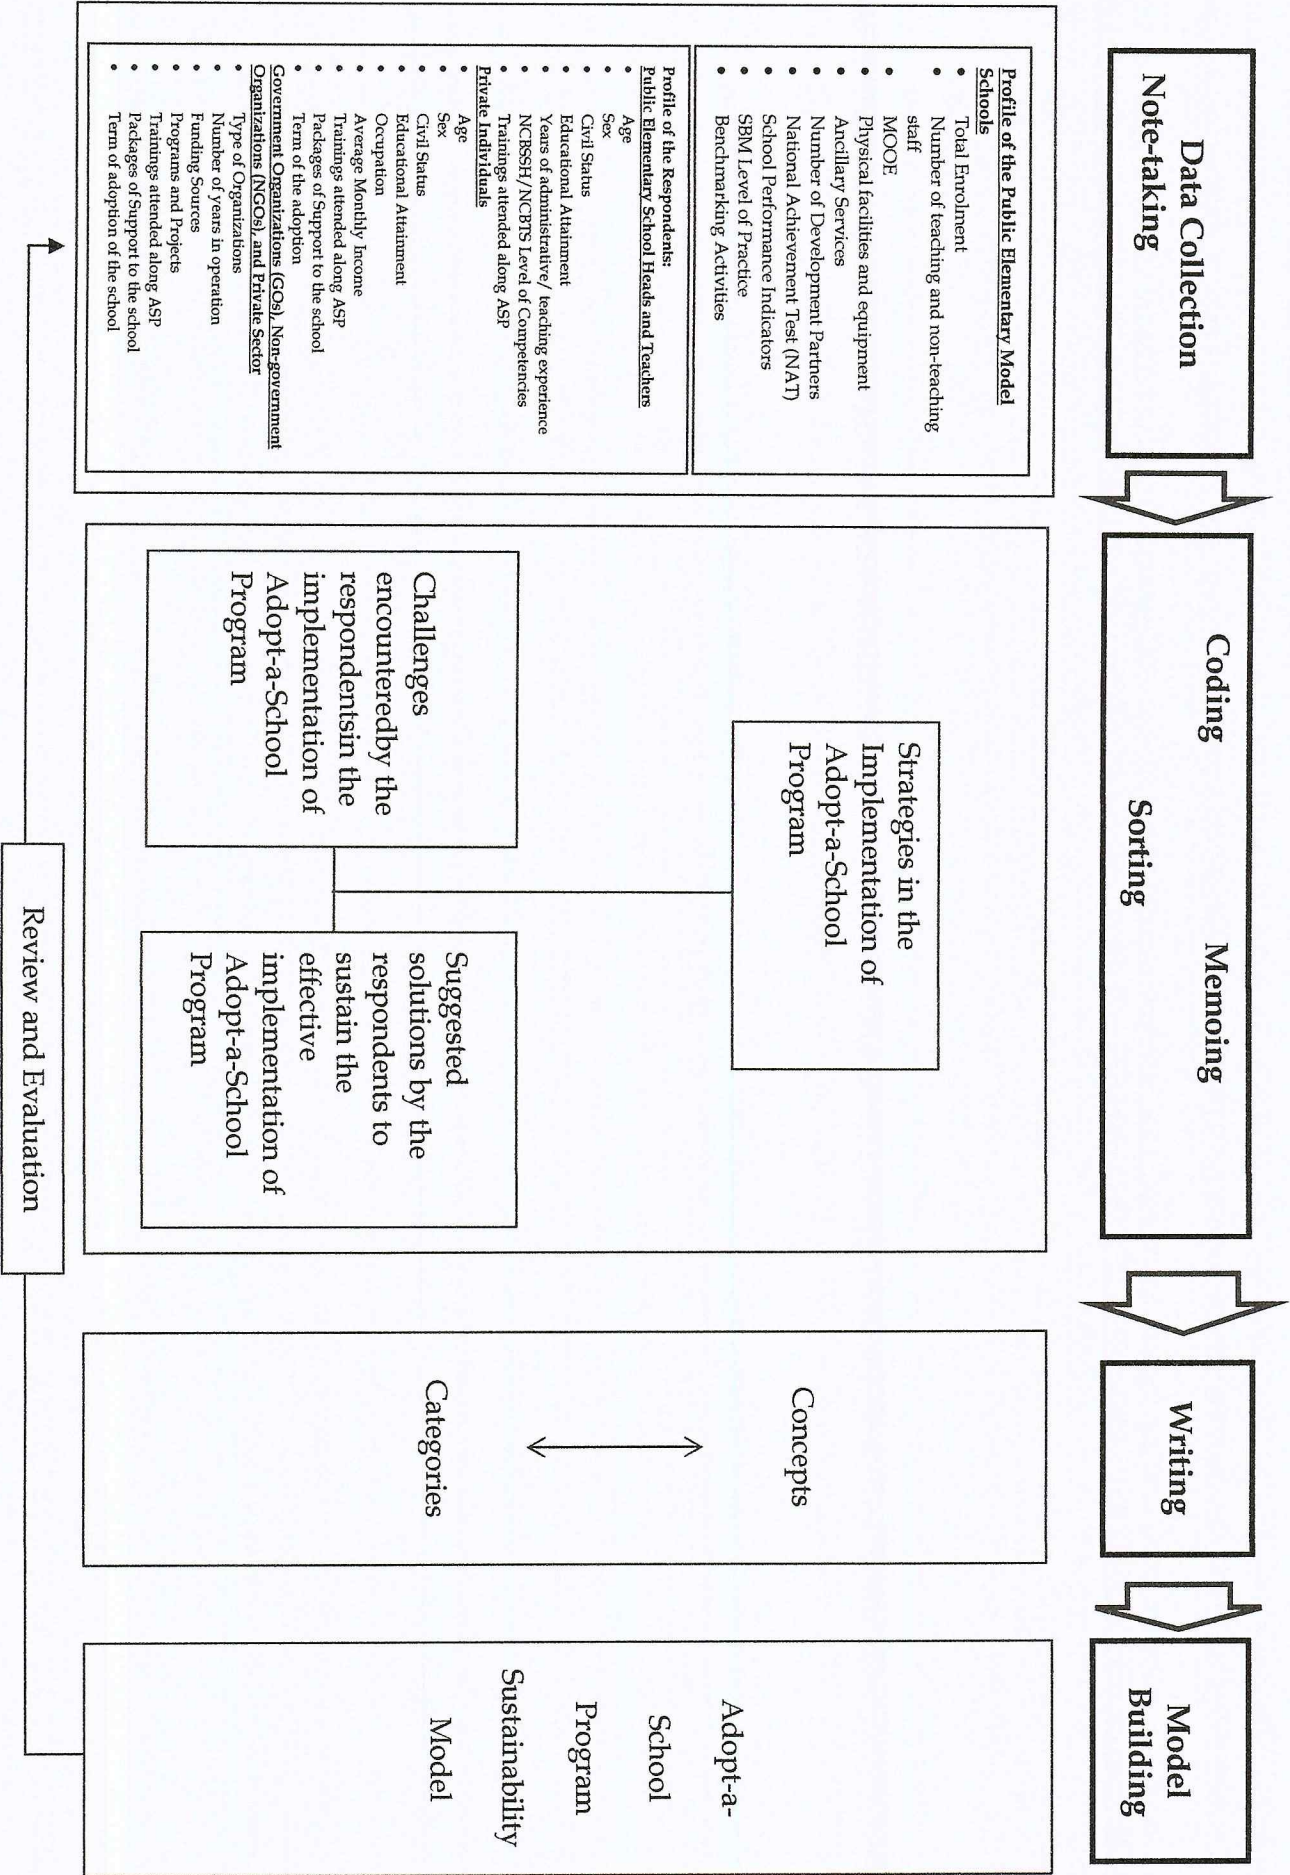 Data Collection
Note-taking
Coding
Memoing
Sorting
Writing
Model
Building
Profile of the Public Elementary Model
Schools
• Total Enrolment
• Number of teaching and non-teaching
staff
• MOOE
• Physical facilities and equipment
• Ancillary Services
• Number of Development Partners
• National Achievement Test (NAT)
• School Performance Indicators
• SBM Level of Practice
• Benchmarking Activities
Profile of the Respondents:
Public Elementary School Heads and Teachers
• Age
• Sex
• Civil Status
• Educational Attainment
• Years of administrative/ teaching experience
• NCBSSH/NCBTS Level of Competencies
• Trainings attended along ASP
Private Individuals
• Age
• Sex
• Civil Status
• Educational Attainment
• Occupation
• Average Monthly Income
• Trainings attended along ASP
• Packages of Support to the school
• Term of the adoption
Government Organizations (GOs), Non-government
Organizations (NGOs), and Private Sector
• Type of Organizations
• Number of years in operation
• Funding Sources
• Programs and Projects
• Trainings attended along ASP
• Packages of Support to the school
• Term of adoption of the school
Strategies in the
Implementation of
Adopt-a-School
Program
Challenges
encounteredby the
respondentsin the
implementation of
Adopt-a-School
Program
Suggested
solutions by the
respondents to
sustain the
effective
implementation of
Adopt-a-School
Program
Concepts
Categories
Adopt-a-
School
Program
Sustainability
Model
Review and Evaluation